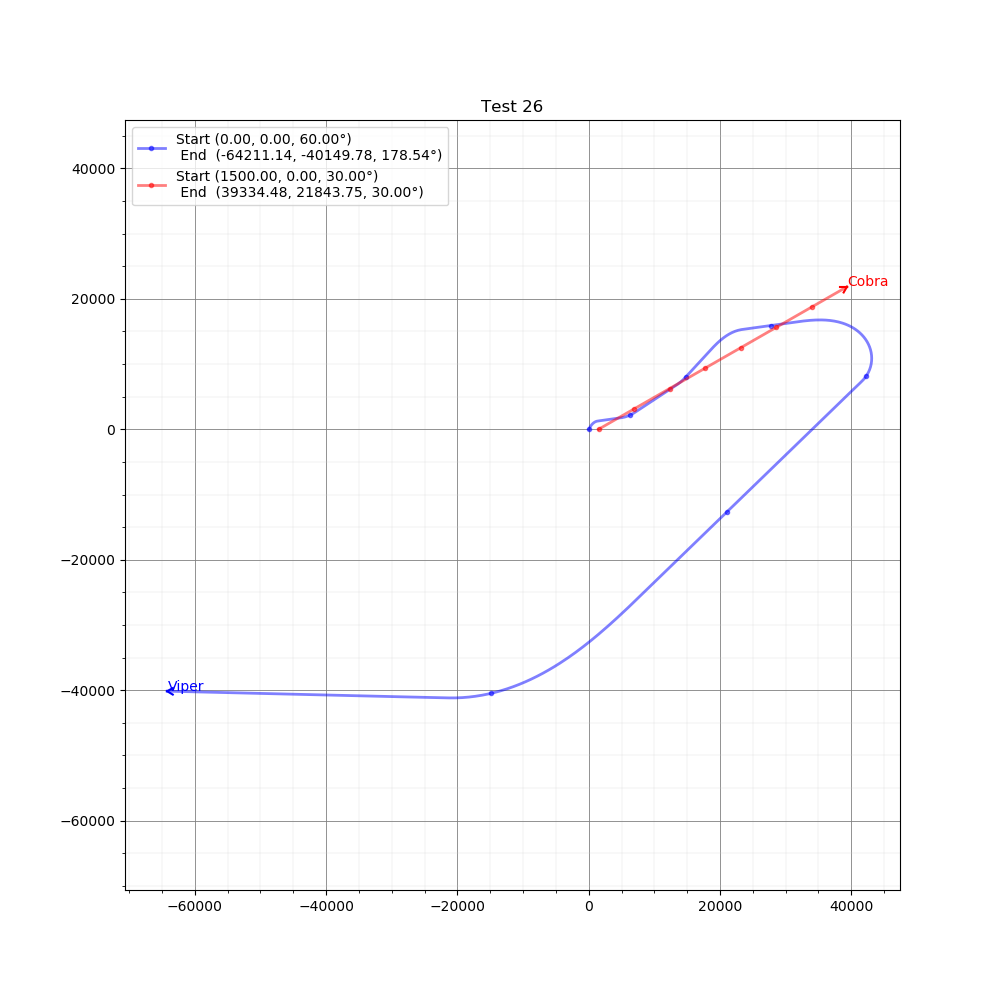 Test 26
Start (0.00, 0.00, 60.00°)
End  (-64211.14, -40149.78, 178.54°)
Start (1500.00, 0.00, 30.00°)
End  (39334.48, 21843.75, 30.00°)
40000
20000
0
−20000
−40000
−60000
Cobra
Viper
−60000
−40000
−20000
0
20000
40000